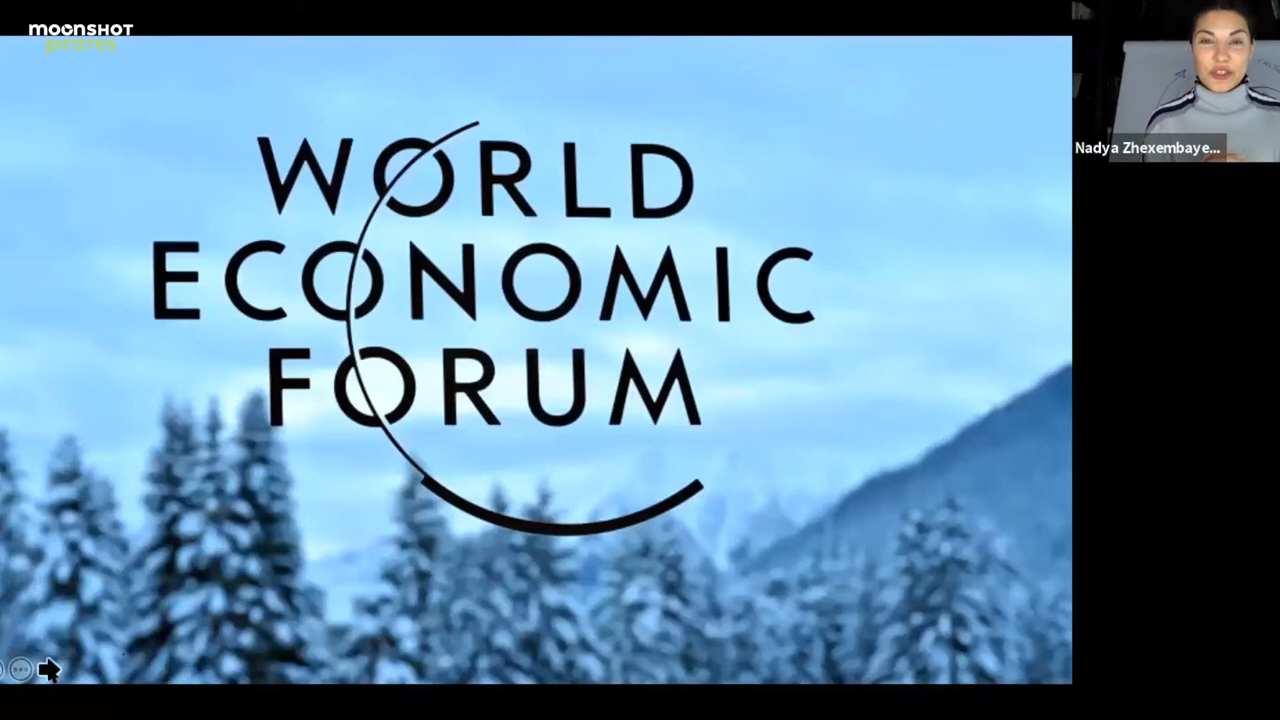 moonshot
pirates
WORLD
ECONOMIC
FORUM
Nadya Zhexembaye...